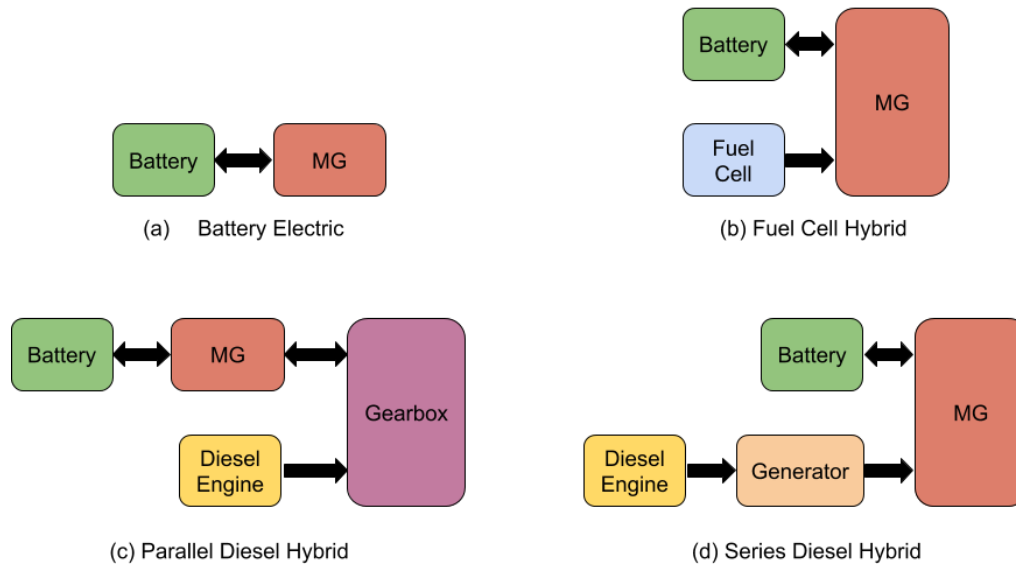 Battery
MG
(a) Battery Electric
Battery
MG
Fuel
Cell
(b) Fuel Cell Hybrid
Battery
MG
Gearbox
Diesel
Engine
(c) Parallel Diesel Hybrid
Battery
MG
Diesel
Engine
Generator
(d) Series Diesel Hybrid